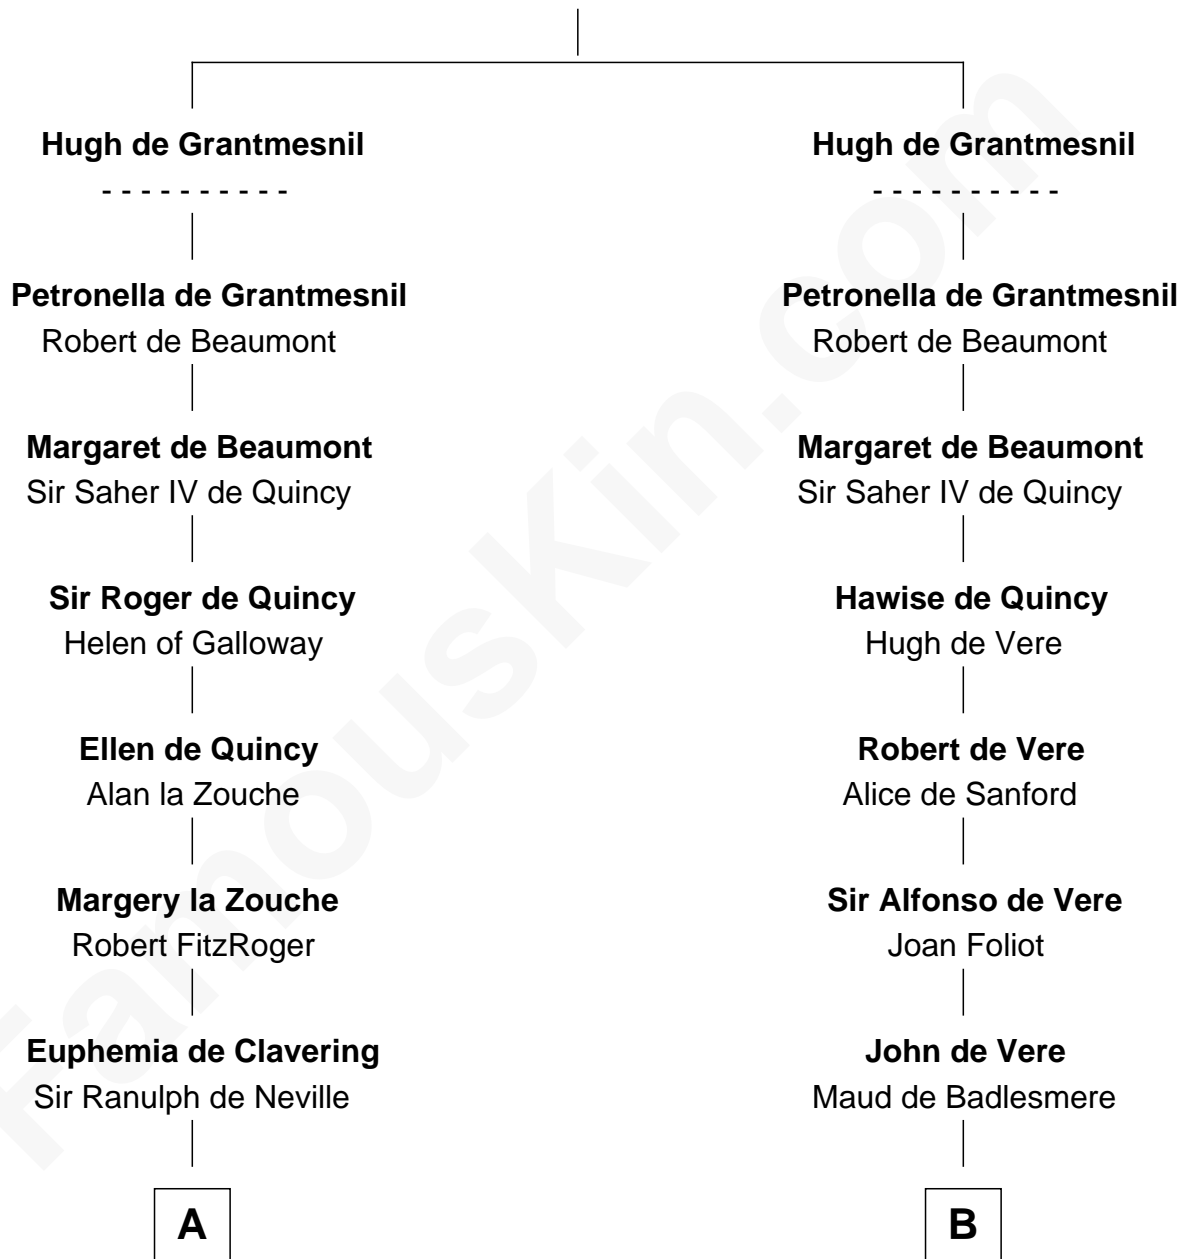 Hugh de Grantmesnil
Hugh de Grantmesnil
- - - - - - - - - -
- - - - - - - - - -
Petronella de Grantmesnil
Robert de Beaumont
Petronella de Grantmesnil
Robert de Beaumont
Margaret de Beaumont
Sir Saher IV de Quincy
Margaret de Beaumont
Sir Saher IV de Quincy
Sir Roger de Quincy
Helen of Galloway
Hawise de Quincy
Hugh de Vere
Ellen de Quincy
Alan la Zouche
Robert de Vere
Alice de Sanford
Margery la Zouche
Robert FitzRoger
Sir Alfonso de Vere
Joan Foliot
Euphemia de Clavering
Sir Ranulph de Neville
John de Vere
Maud de Badlesmere
A
B
FamousKin.com